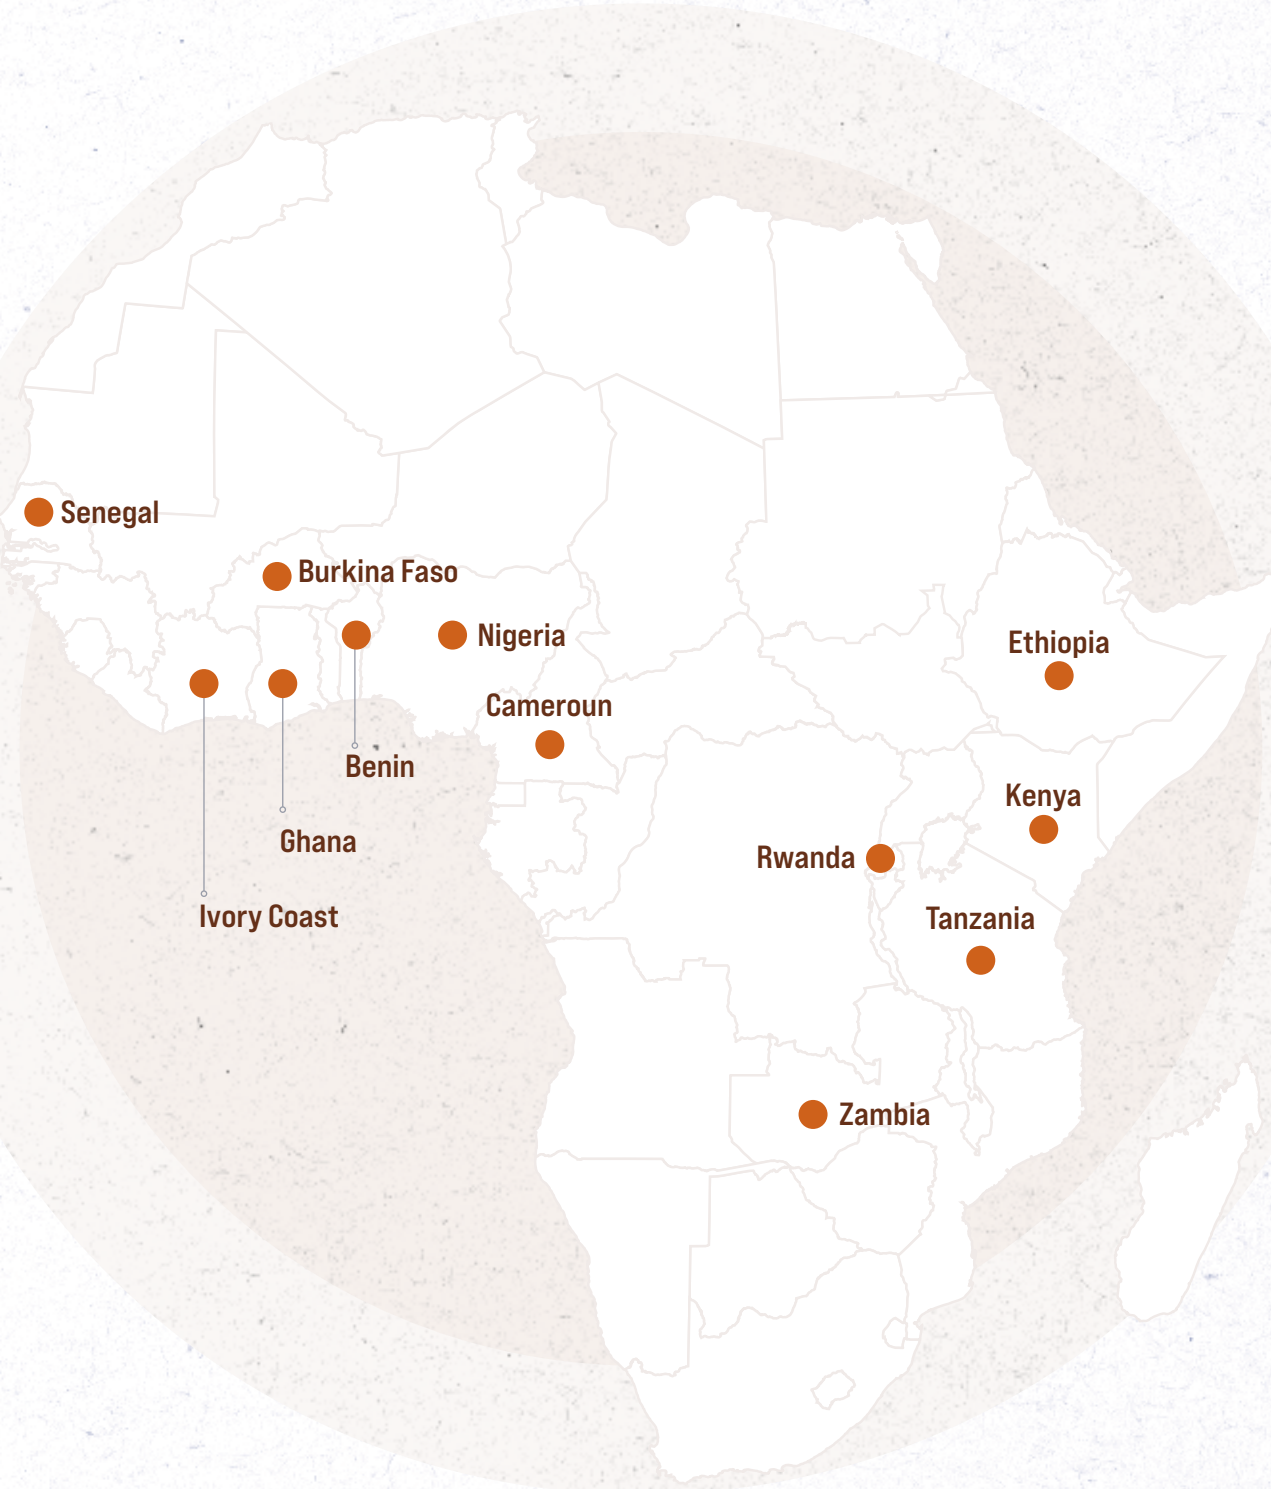 Senegal
Burkina Faso
Nigeria
Ethiopia
Cameroun
Benin
Kenya
Ghana
Rwanda
Ivory Coast
Tanzania
Zambia